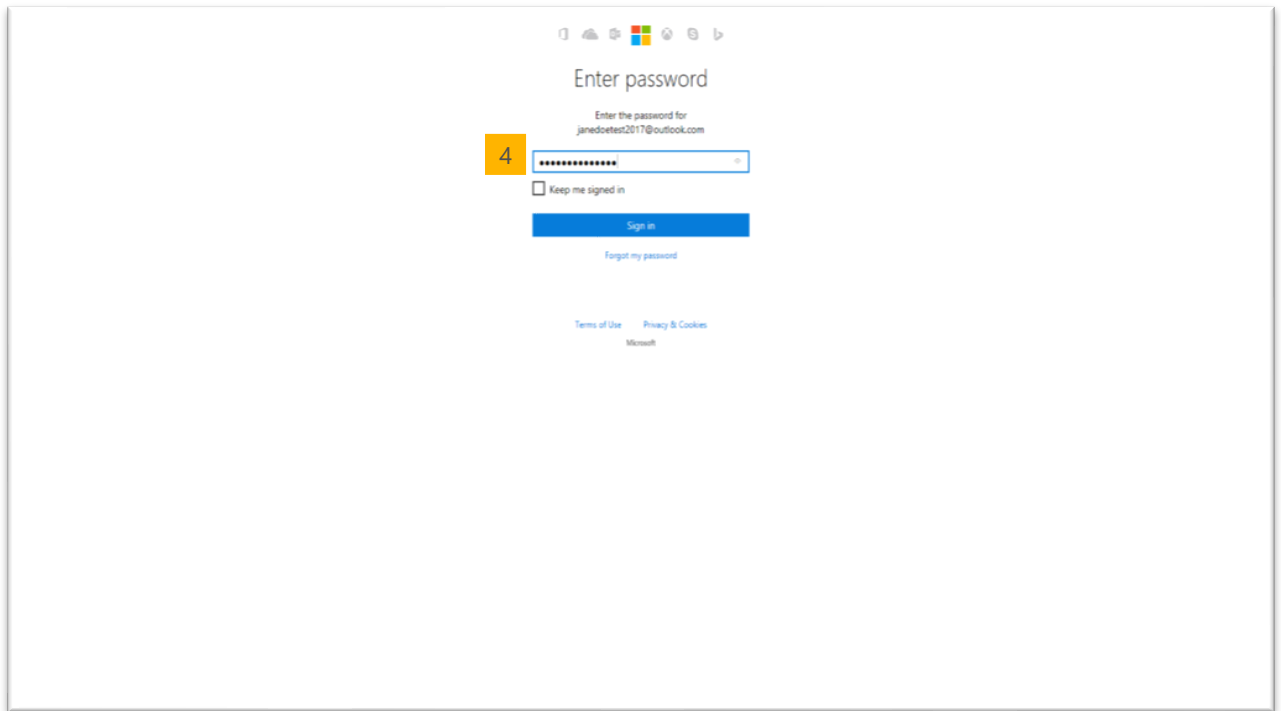 Enter password
Enter the password for
janedoetest2017@outlook.com
4
••••••••••••••
Keep me signed in
Sign in
Forgot my password
Terms of Use Privacy & Cookies
Microsoft